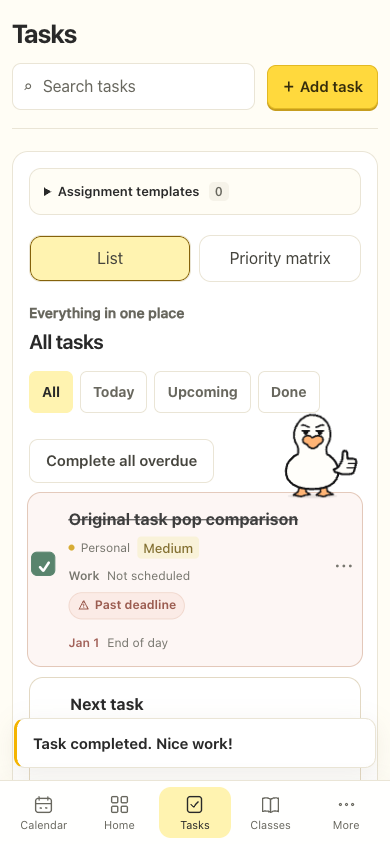 Tasks
Search tasks
+ Add task
Assignment templates 0
List
Priority matrix
Everything in one place
All tasks
All
Today
Upcoming
Done
Complete all overdue
Original task pop comparison
Personal Medium
Work Not scheduled
Past deadline
Jan 1 End of day
Next task
Task completed. Nice work!
Calendar
Home
Tasks
Classes
More